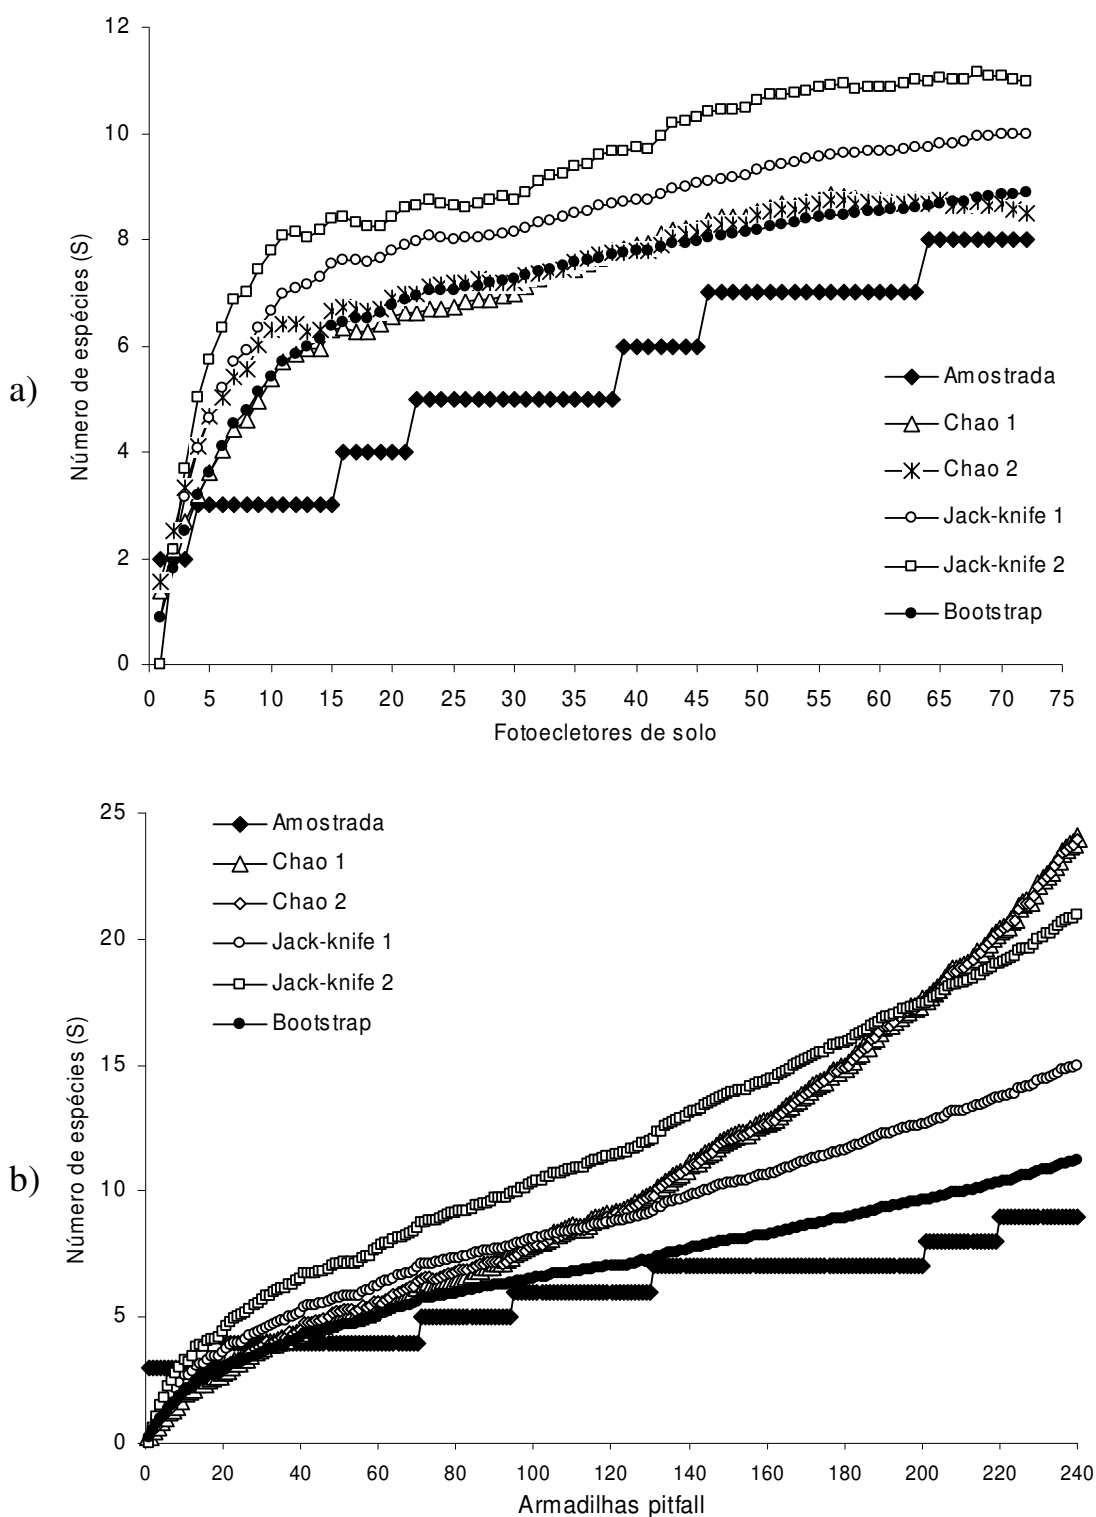 a)
Número de espécies (S)
12
10
8
6
4
2
0
0 5 10 15 20 25 30 35 40 45 50 55 60 65 70 75
Fotoecletores de solo
Amostrada
Chao 1
Chao 2
Jack-knife 1
Jack-knife 2
Bootstrap
b)
Número de espécies (S)
25
20
15
10
5
0
0 20 40 60 80 100 120 140 160 180 200 220 240
Armadilhas pitfall
Amostrada
Chao 1
Chao 2
Jack-knife 1
Jack-knife 2
Bootstrap